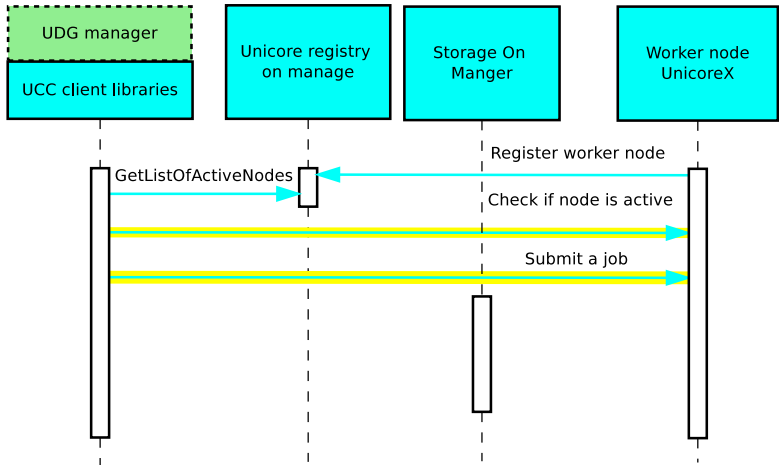 UDG manager
UCC client libraries
Unicore registry
on manage
Storage On
Manger
Worker node
UnicoreX
Register worker node
GetListOfActiveNodes
Check if node is active
Submit a job